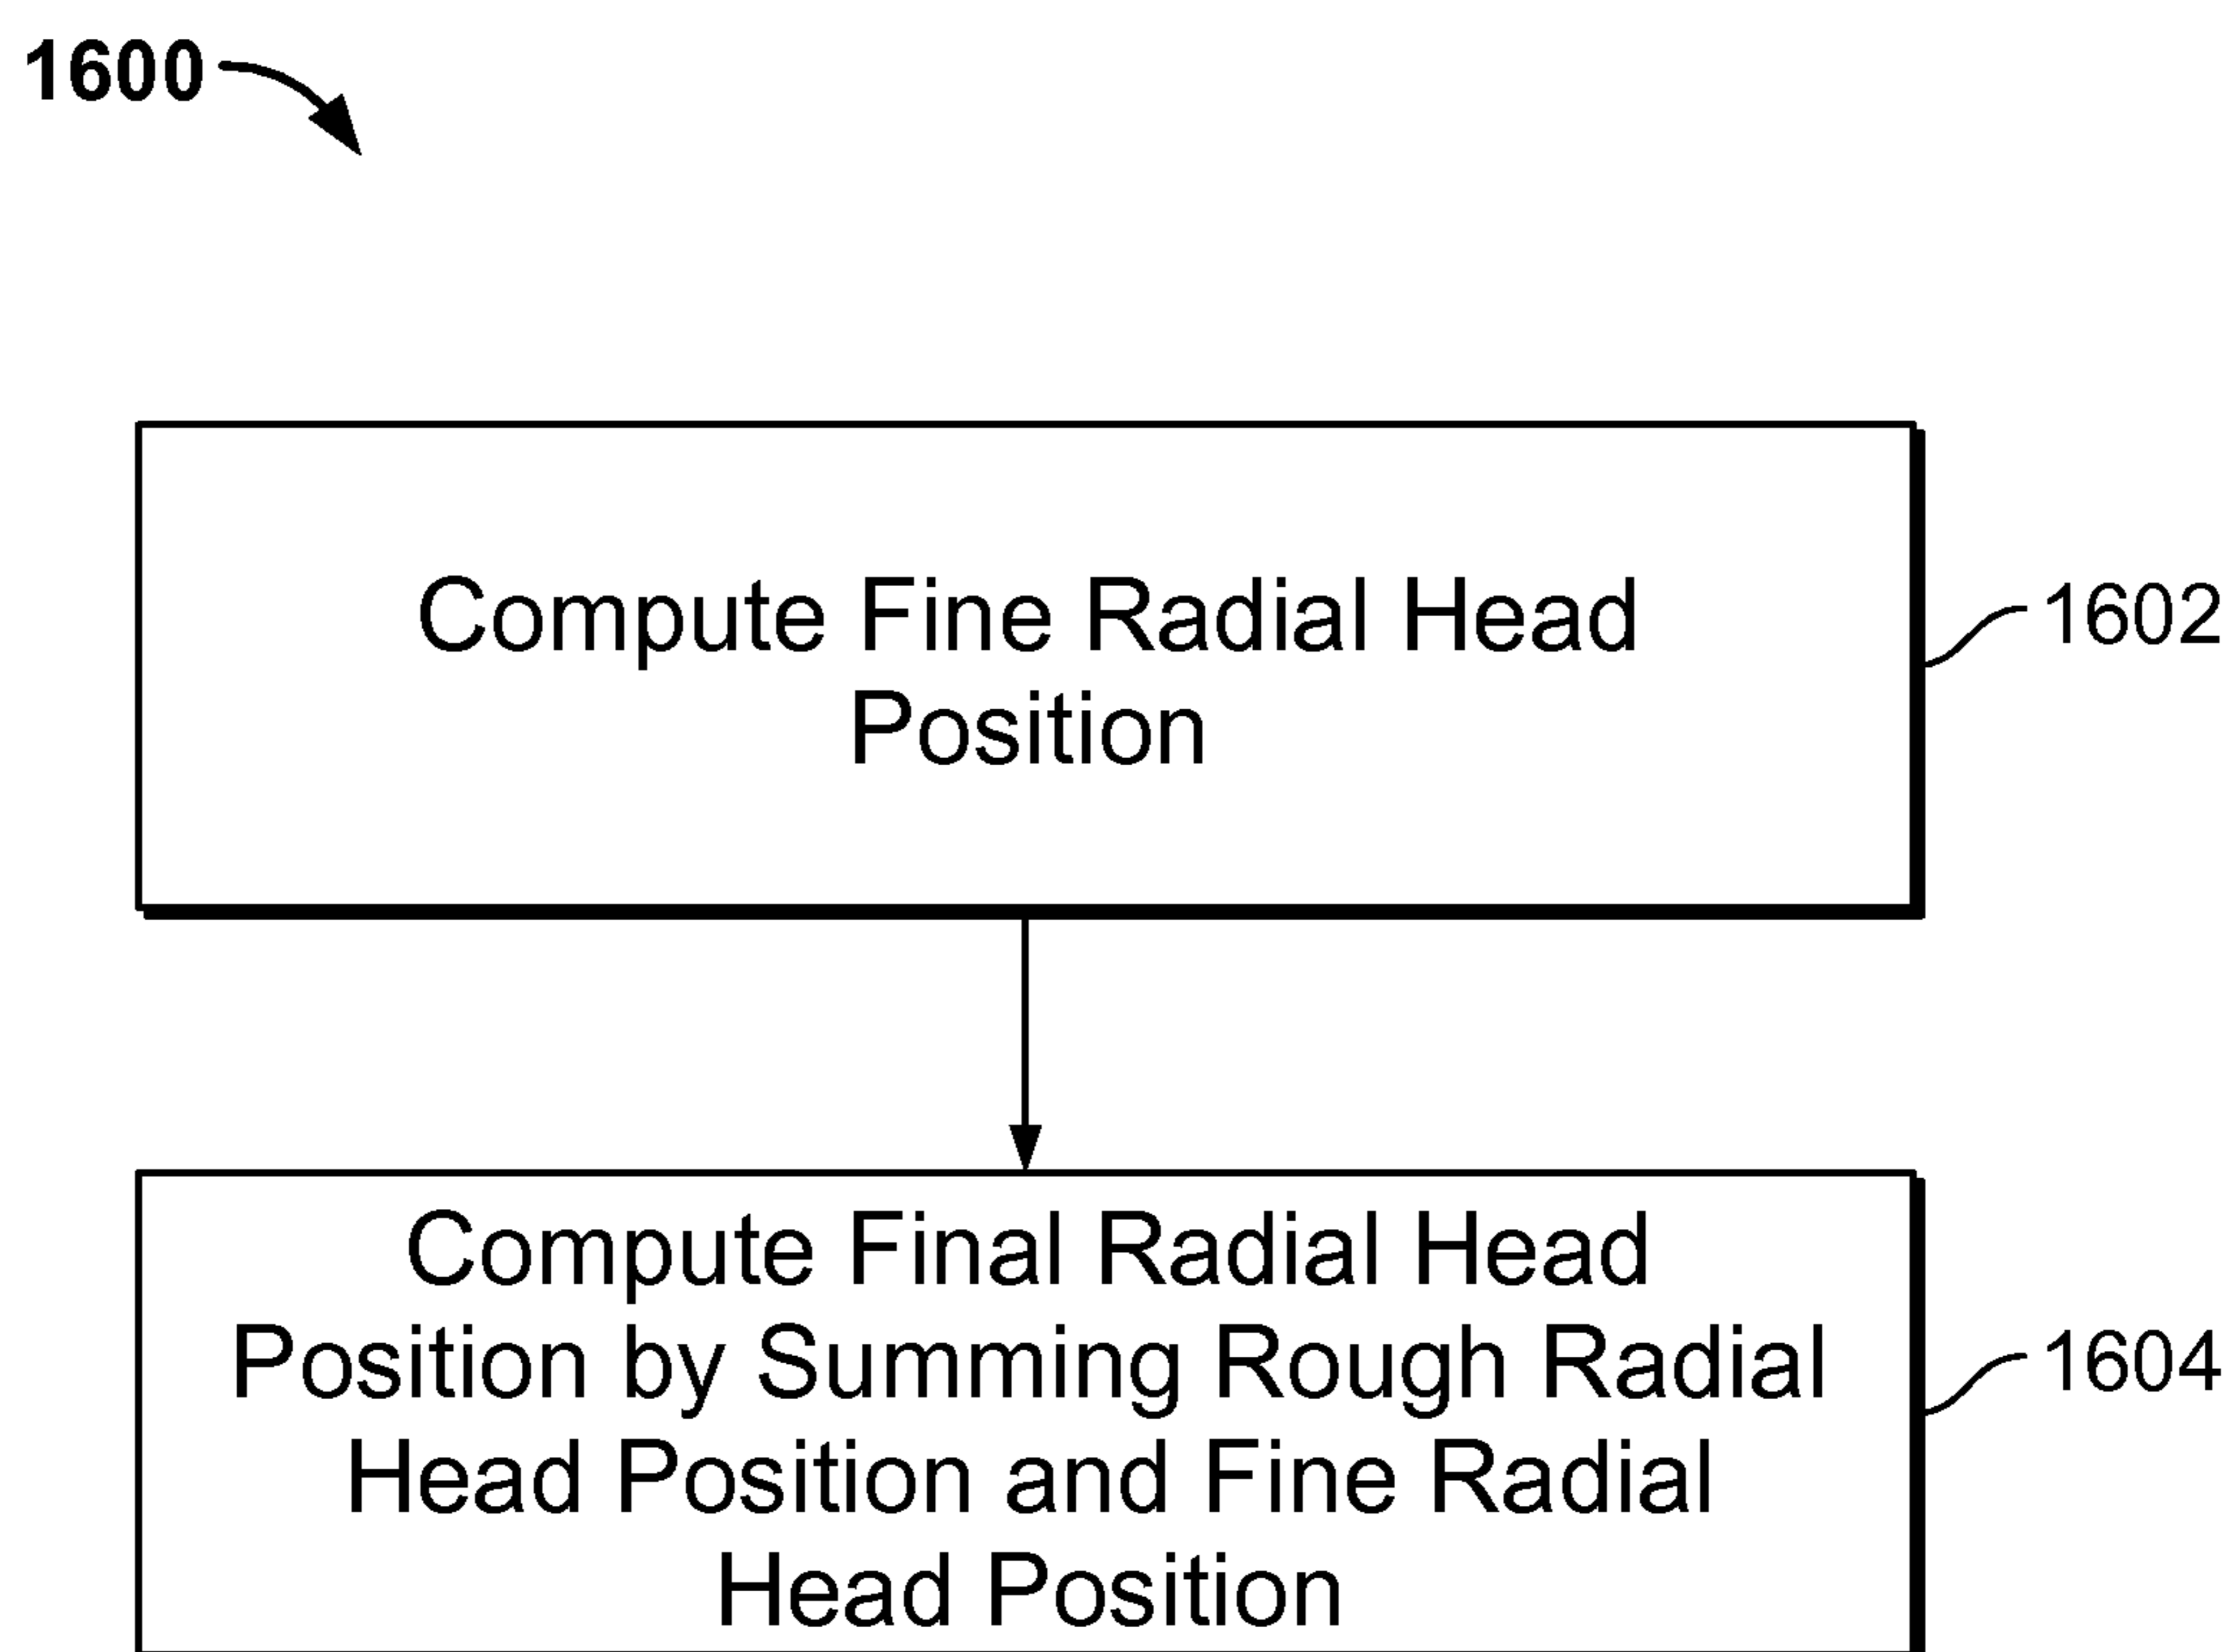 1600
Compute Fine Radial Head
Position
1602
Compute Final Radial Head
Position by Summing Rough Radial
Head Position and Fine Radial
Head Position
1604